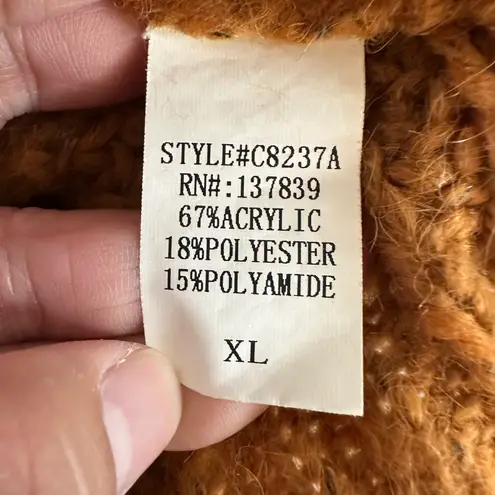 STYLE#C8237A
RN#:137839
67%ACRYLIC
18%POLYESTER
15%POLYAMIDE
XL